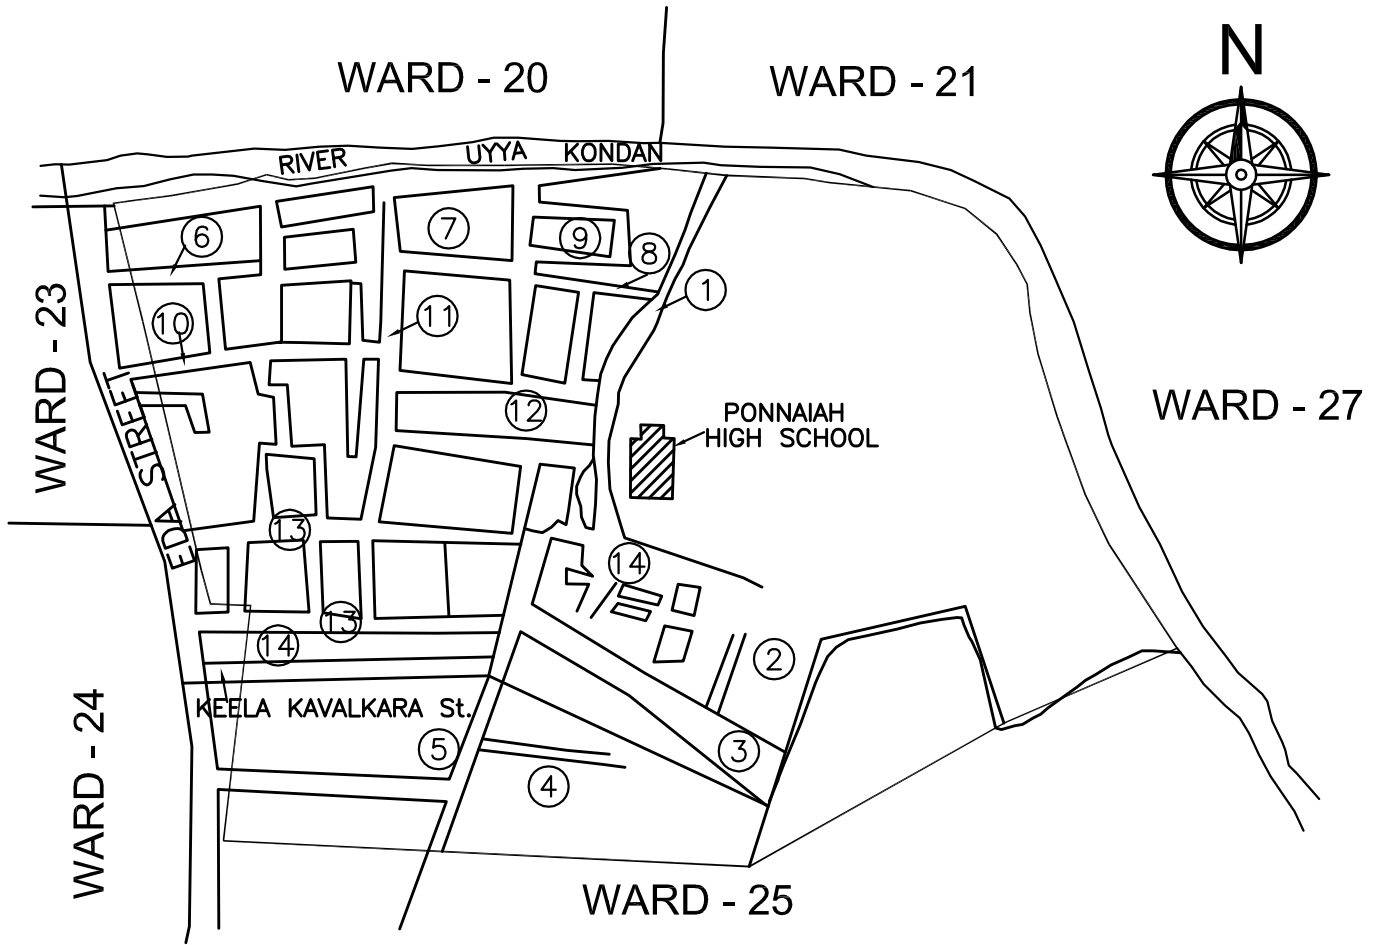 N
WARD - 20
WARD - 21
RIVER UYYA KONDAN
6
7
9
8
1
10
11
WARD - 23
12
WARD - 27
PONNAIAH
HIGH SCHOOL
EDA STREET
13
14
13
14
2
KEELA KAVALKARA St.
5
3
4
WARD - 24
WARD - 25